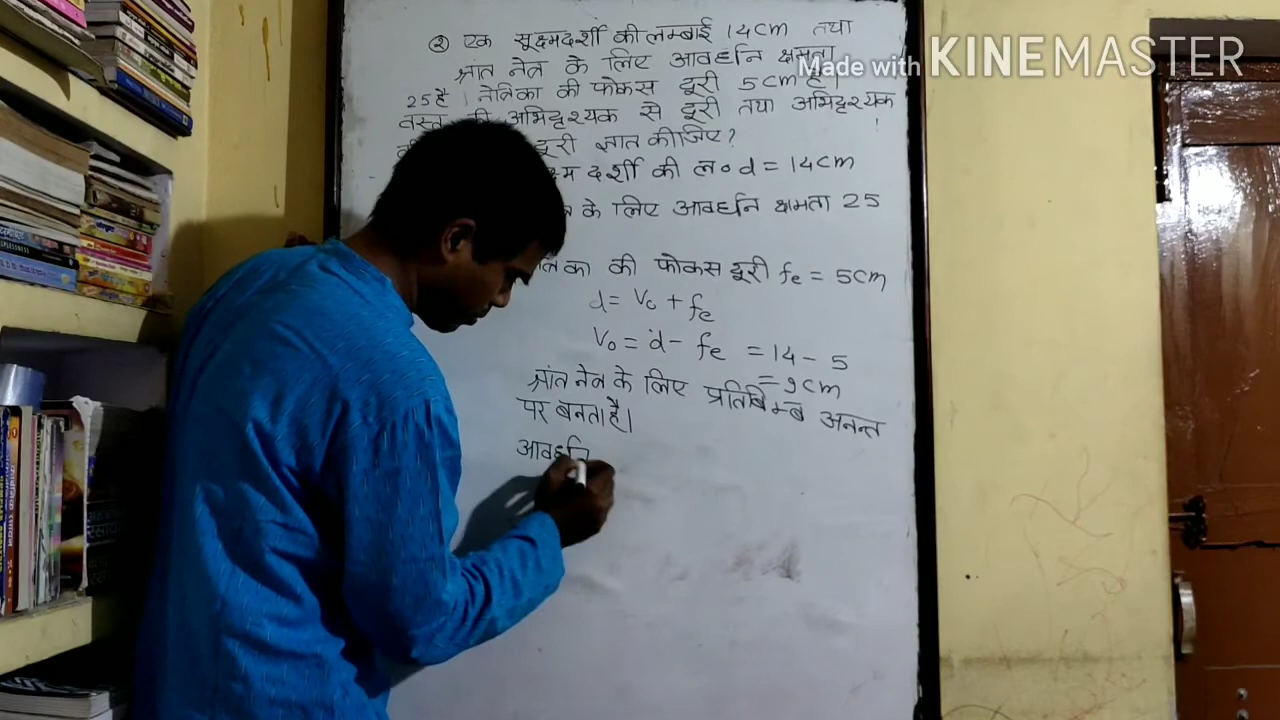 ② एक सूक्ष्मदर्शी की लम्बाई 14cm तथा
श्रांत नेत्र के लिए आवर्धन क्षमता
Made with KINEMASTER
25 है । नेत्रिका की फोकस दूरी 5cm है।
अभिदृश्यक से दूरी तथा अभिदृश्यक
दूरी ज्ञात कीजिए?
दर्शी की ल० d = 14cm
के लिए आवर्धन क्षमता 25
की फोकस दूरी fe = 5cm
d = Vo + fe
Vo = d - fe = 14 - 5
= 9cm
श्रांत नेत्र के लिए प्रतिबिम्ब अनन्त
पर बनता है।
आवर्धन